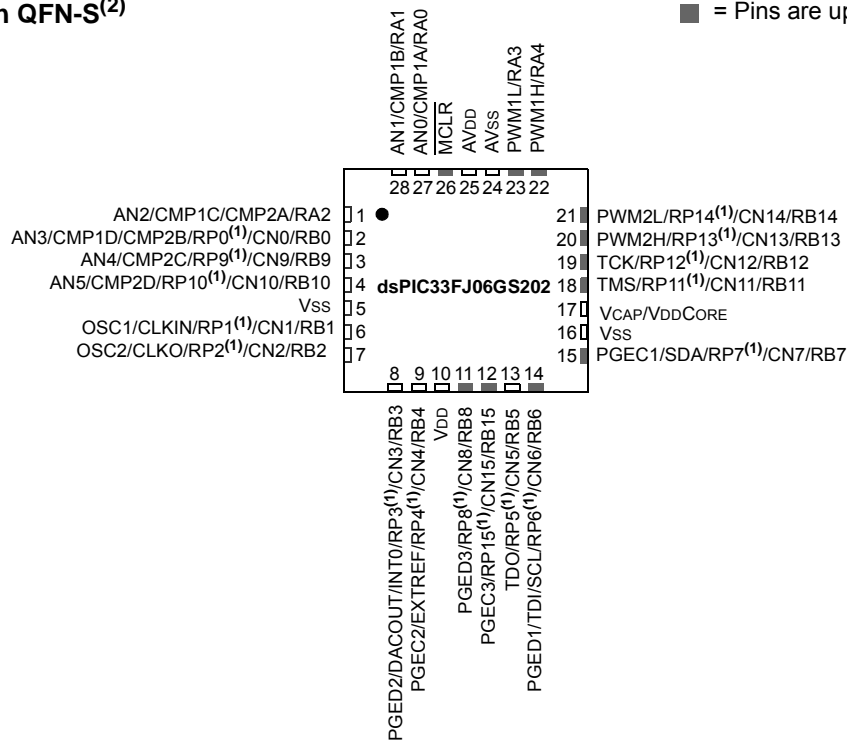 QFN-S(2)
= Pins are up
AN1/CMP1B/RA1
AN0/CMP1A/RA0
MCLR
AVDD
AVSS
PWM1L/RA3
PWM1H/RA4
28 27 26 25 24 23 22
AN2/CMP1C/CMP2A/RA2 1
AN3/CMP1D/CMP2B/RP0(1)/CN0/RB0 2
AN4/CMP2C/RP9(1)/CN9/RB9 3
AN5/CMP2D/RP10(1)/CN10/RB10 4
VSS 5
OSC1/CLKIN/RP1(1)/CN1/RB1 6
OSC2/CLKO/RP2(1)/CN2/RB2 7
dsPIC33FJ06GS202
21 PWM2L/RP14(1)/CN14/RB14
20 PWM2H/RP13(1)/CN13/RB13
19 TCK/RP12(1)/CN12/RB12
18 TMS/RP11(1)/CN11/RB11
17 VCAP/VDDCORE
16 VSS
15 PGEC1/SDA/RP7(1)/CN7/RB7
8 9 10 11 12 13 14
PGED2/DACOUT/INT0/RP3(1)/CN3/RB3
PGEC2/EXTREF/RP4(1)/CN4/RB4
VDD
PGED3/RP8(1)/CN8/RB8
PGEC3/RP15(1)/CN15/RB15
TDO/RP5(1)/CN5/RB5
PGED1/TDI/SCL/RP6(1)/CN6/RB6